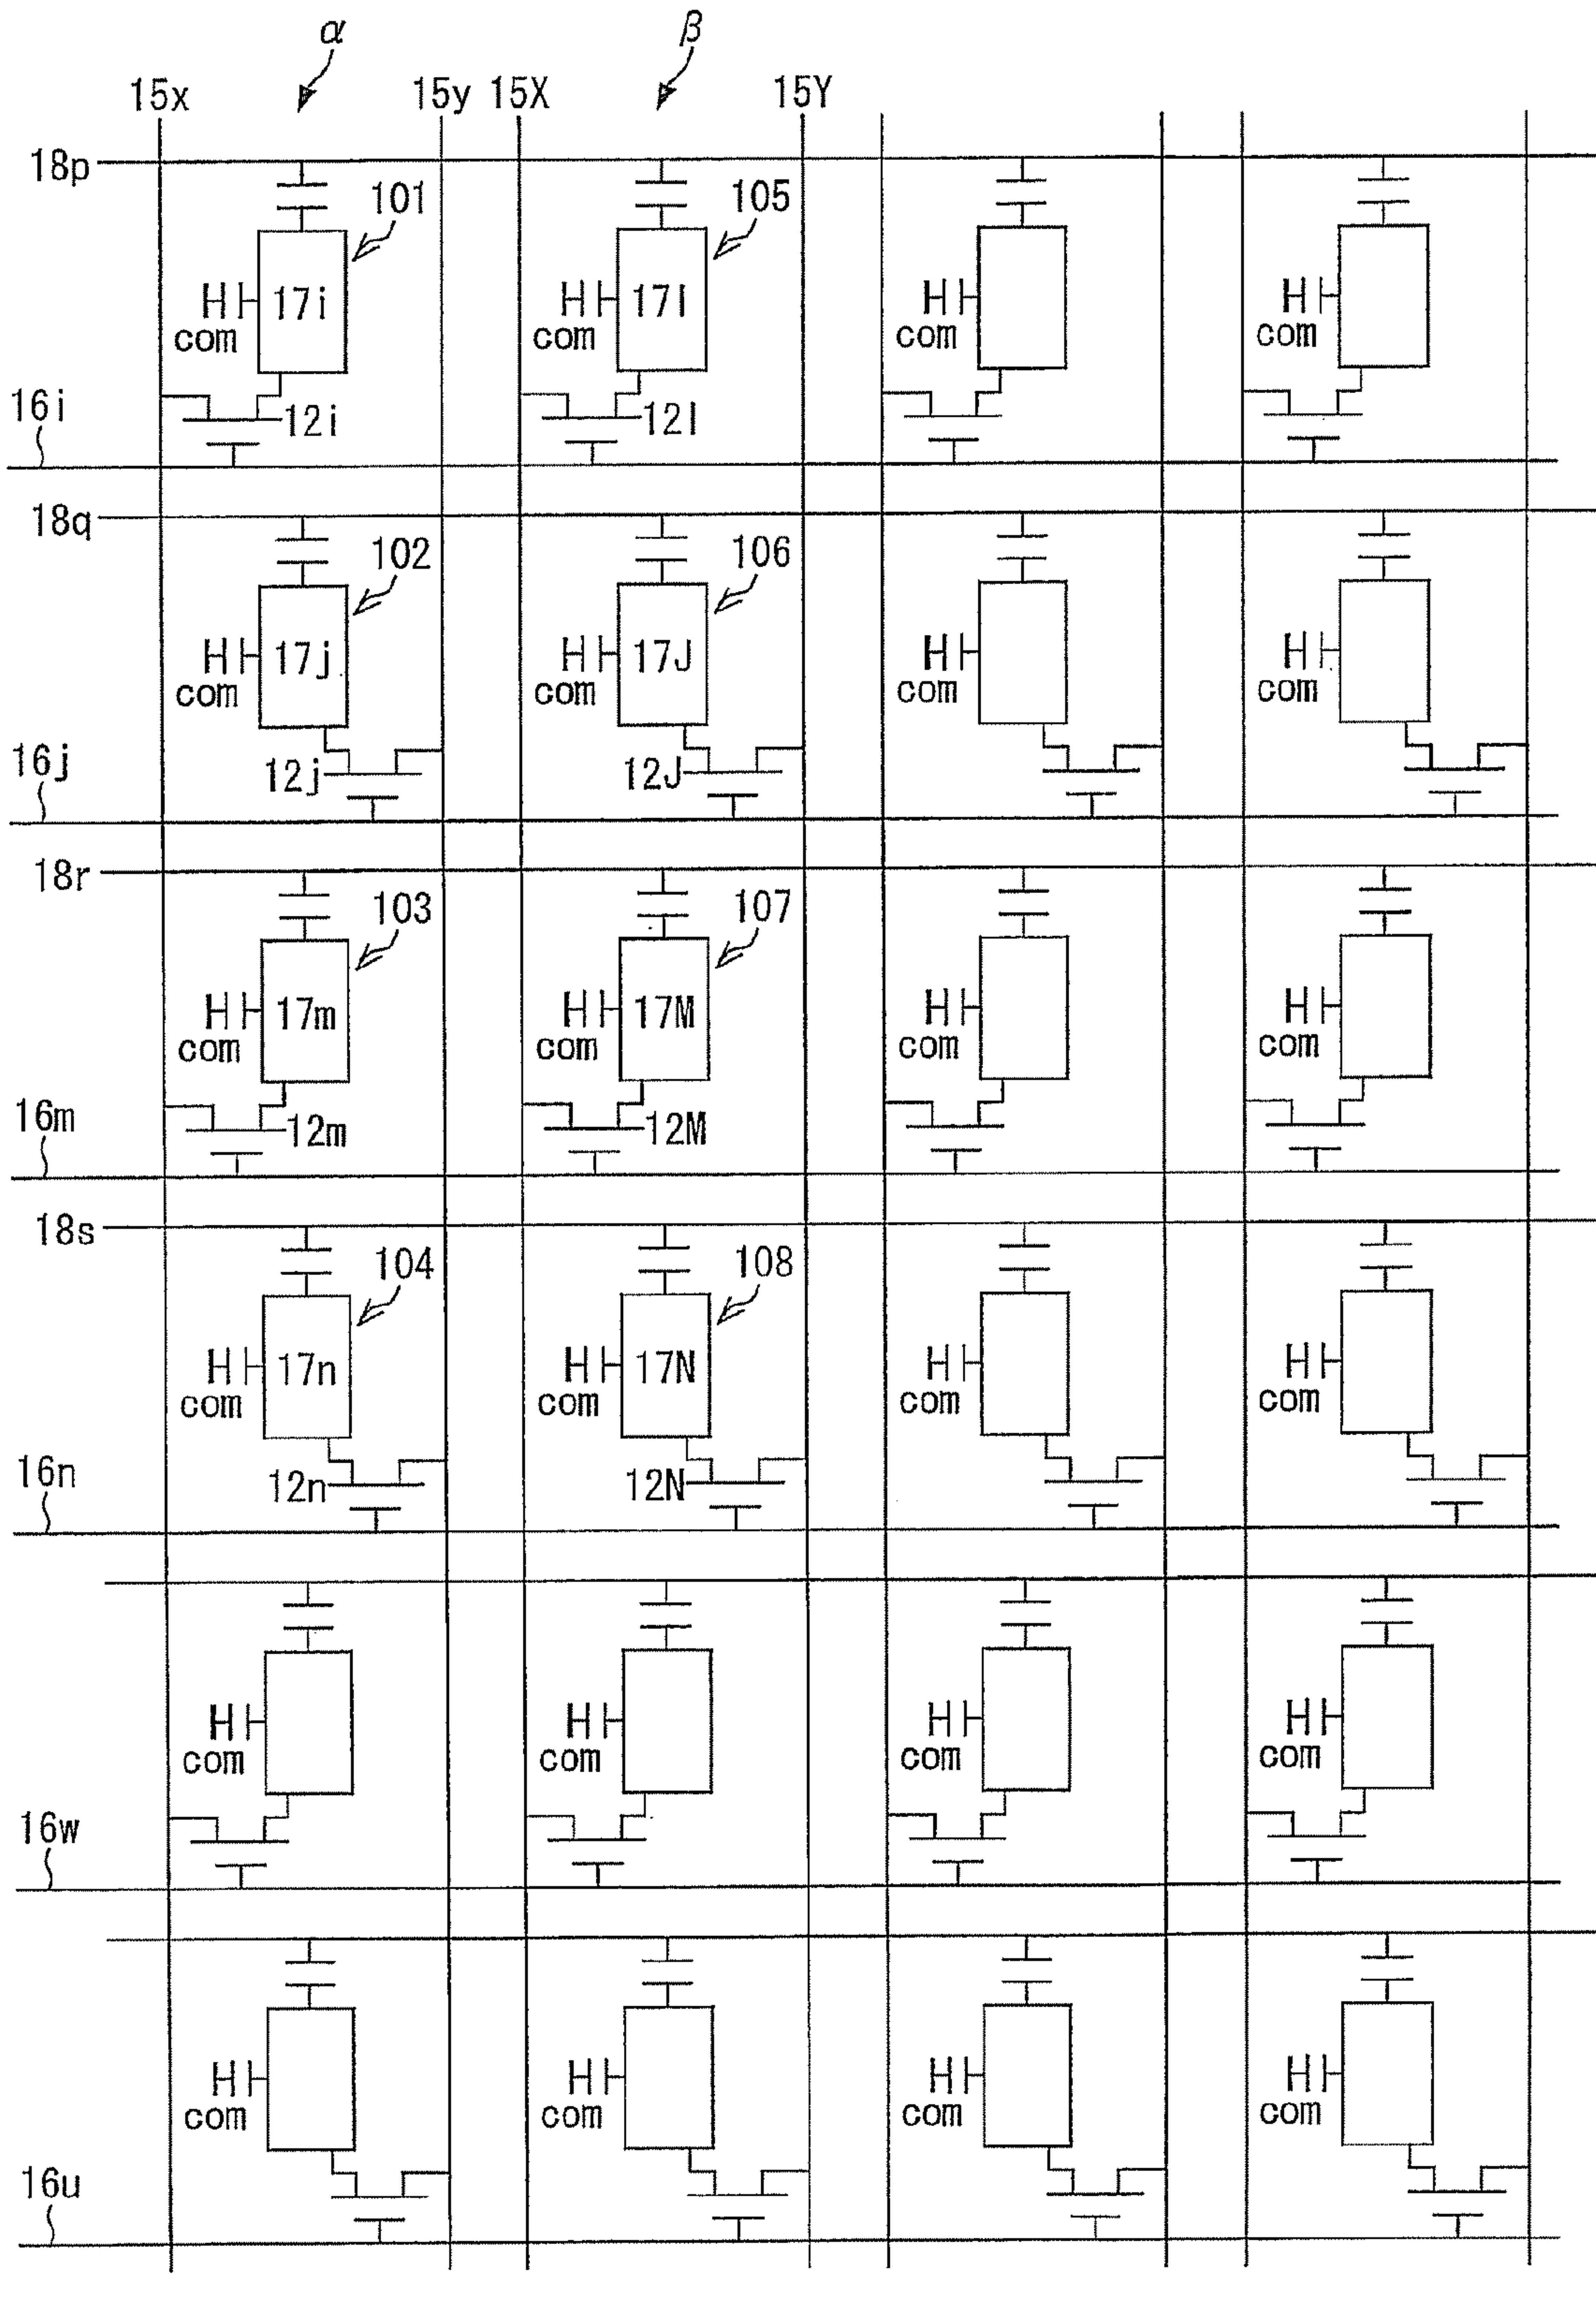 α β
15x 15y 15X 15Y
18p
101 105
17i 17I
com com com com
16i 12i 12I
18q
102 106
17j 17J
com com com com
16j 12j 12J
18r
103 107
17m 17M
com com com com
16m 12m 12M
18s
104 108
17n 17N
com com com com
16n 12n 12N
com com com com
16w
com com com com
16u